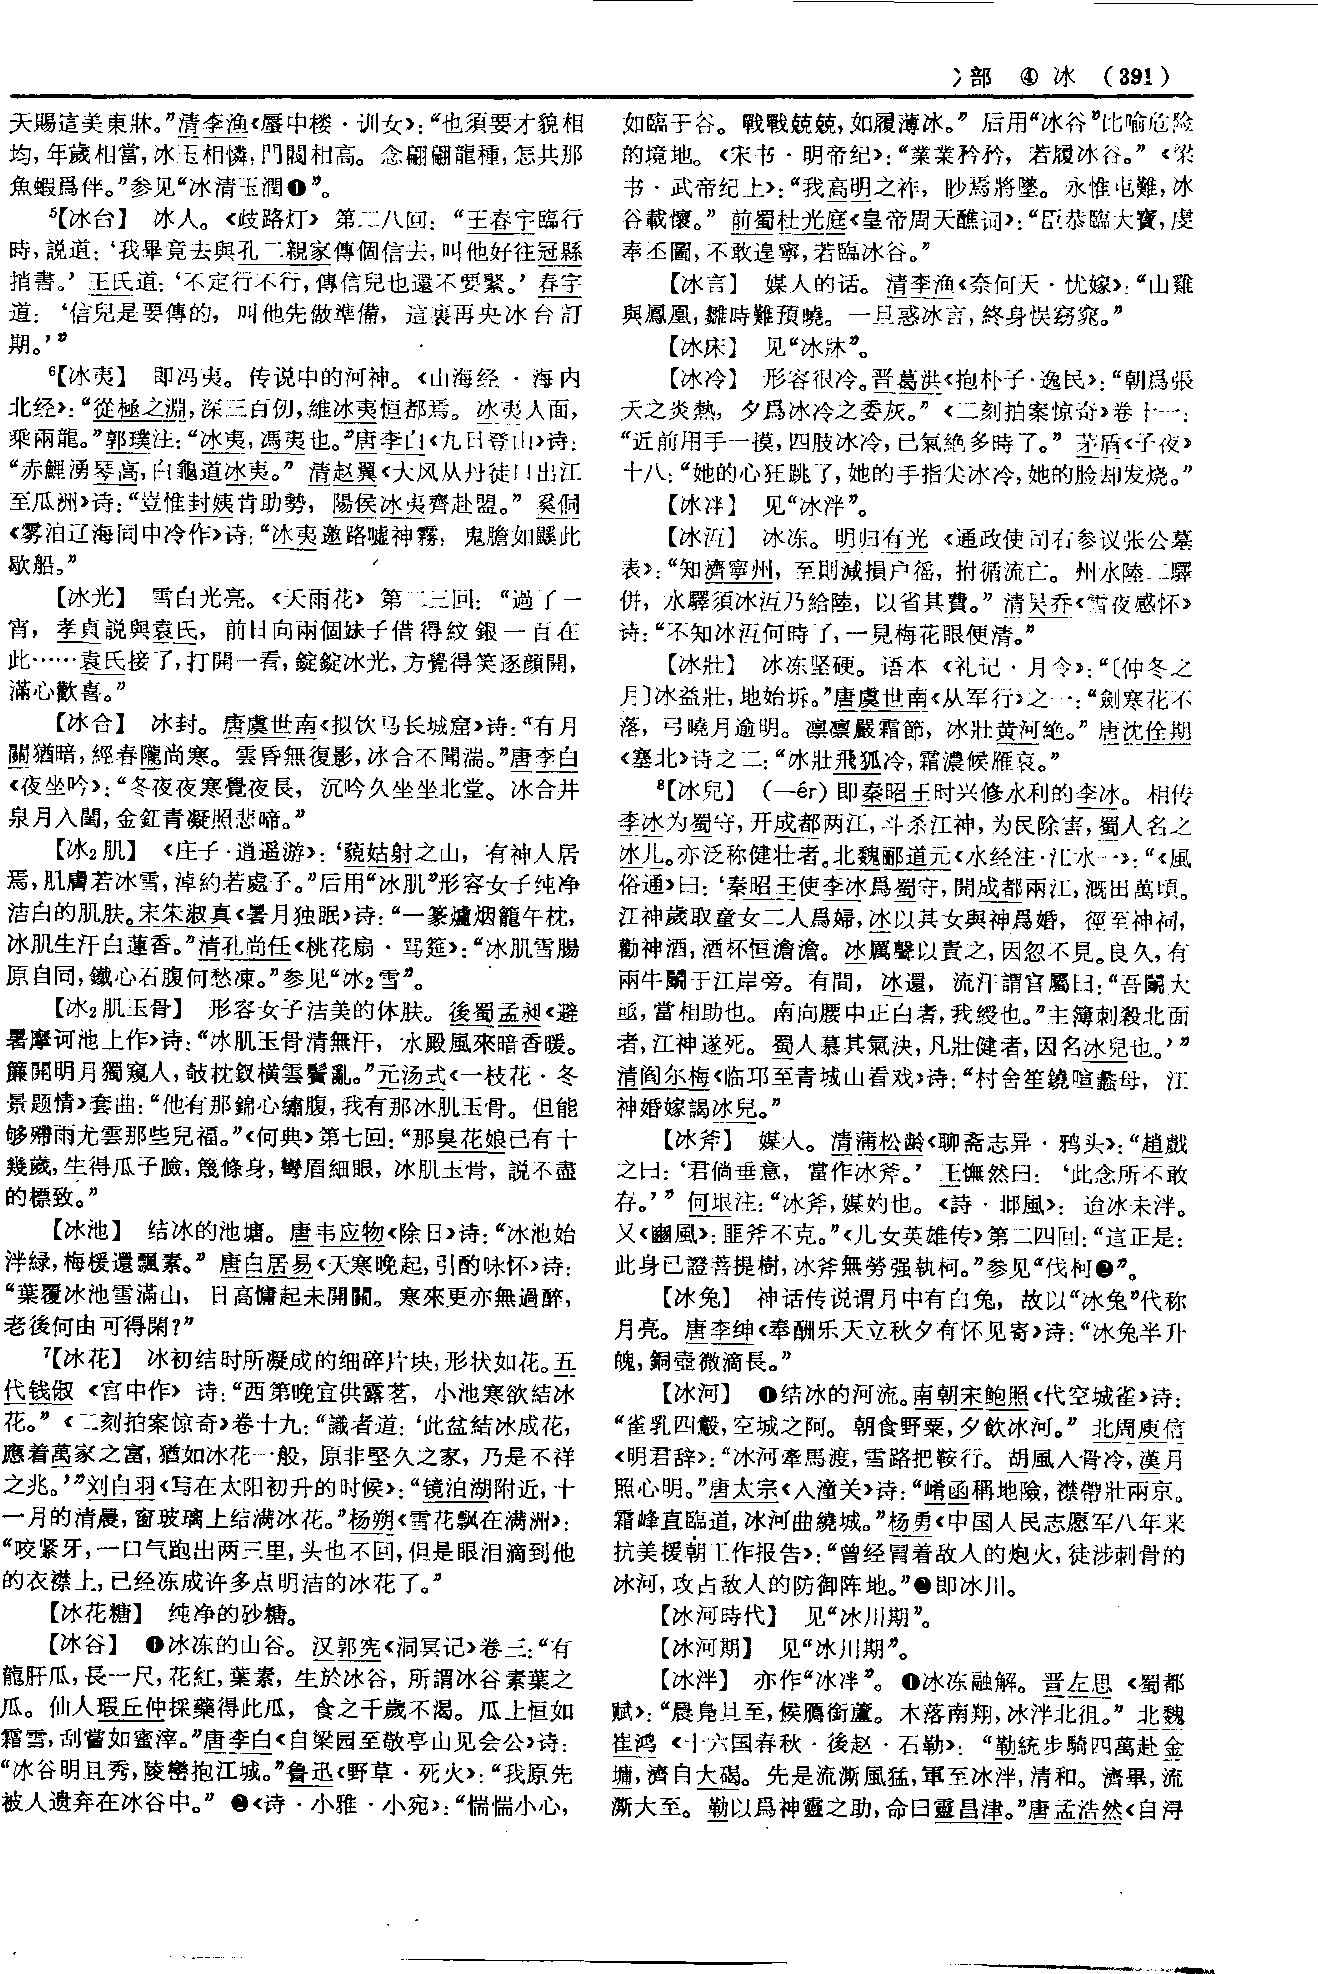 冫部 ④ 冰 (391)
天賜這美東牀。”清李渔《蜃中楼·训女》：“也須要才貌相
均，年歲相當，冰玉相憐，門閥相高。念翩翩龍種，怎共那
魚蝦爲伴。”参见“冰清玉潤❶”。
⁵【冰台】 冰人。《歧路灯》第二八回：“王春宇臨行
時，説道：‘我畢竟去與孔二親家傳個信去，叫他好往冠縣
捎書。’王氏道：‘不定行不行，傳信兒也還不要緊。’春宇
道：‘信兒是要傳的，叫他先做準備，這裏再央冰台訂
期。’”
⁶【冰夷】 即冯夷。传说中的河神。《山海经·海内
北经》：“從極之淵，深三百仞，維冰夷恒都焉。冰夷人面，
乘兩龍。”郭璞注：“冰夷，馮夷也。”唐李白《九日登山》诗：
“赤鯉湧琴高，白龜道冰夷。”清赵翼《大风从丹徒口出江
至瓜洲》诗：“豈惟封姨肯助勢，陽侯冰夷齊赴盟。”奚侗
《雾泊辽海同中冷作》诗：“冰夷邀路噓神霧，鬼膽如鼷此
歇船。”
【冰光】 雪白光亮。《天雨花》第二三回：“過了一
宵，孝貞説與袁氏，前日向兩個妹子借得紋銀一百在
此……袁氏接了，打開一看，錠錠冰光，方覺得笑逐顔開，
滿心歡喜。”
【冰合】 冰封。唐虞世南《拟饮马长城窟》诗：“有月
關猶暗，經春隴尚寒。雲昏無復影，冰合不聞湍。”唐李白
《夜坐吟》：“冬夜夜寒覺夜長，沉吟久坐坐北堂。冰合井
泉月入閨，金釭青凝照悲啼。”
【冰₂肌】 《庄子·逍遥游》：‘藐姑射之山，有神人居
焉，肌膚若冰雪，淖約若處子。”后用“冰肌”形容女子纯净
洁白的肌肤。宋朱淑真《暑月独眠》诗：“一篆爐烟籠午枕，
冰肌生汗白蓮香。”清孔尚任《桃花扇·骂筵》：“冰肌雪腸
原自同，鐵心石腹何愁凍。”参见“冰₂雪”。
【冰₂肌玉骨】 形容女子洁美的体肤。後蜀孟昶《避
暑摩诃池上作》诗：“冰肌玉骨清無汗，水殿風來暗香暖。
簾開明月獨窺人，攲枕釵橫雲鬢亂。”元汤式《一枝花·冬
景题情》套曲：“他有那錦心繡腹，我有那冰肌玉骨。但能
够殢雨尤雲那些兒福。”《何典》第七回：“那臭花娘已有十
幾歲，生得瓜子臉，篾條身，彎眉細眼，冰肌玉骨，説不盡
的標致。”
【冰池】 结冰的池塘。唐韦应物《除日》诗：“冰池始
泮绿，梅楥還飄素。”唐白居易《天寒晚起，引酌咏怀》诗：
“葉覆冰池雪滿山，日高慵起未開關。寒來更亦無過醉，
老後何由可得閑？”
⁷【冰花】 冰初结时所凝成的细碎片块，形状如花。五
代钱俶《宫中作》诗：“西第晚宜供露茗，小池寒欲結冰
花。”《二刻拍案惊奇》卷十九：“識者道：‘此盆結冰成花，
應着萬家之富，猶如冰花一般，原非堅久之家，乃是不祥
之兆。’”刘白羽《写在太阳初升的时候》：“镜泊湖附近，十
一月的清晨，窗玻璃上结满冰花。”杨朔《雪花飘在满洲》：
“咬紧牙，一口气跑出两三里，头也不回，但是眼泪滴到他
的衣襟上，已经冻成许多点明洁的冰花了。”
【冰花糖】 纯净的砂糖。
【冰谷】 ❶冰冻的山谷。汉郭宪《洞冥记》卷三：“有
龍肝瓜，長一尺，花紅，葉素，生於冰谷，所謂冰谷素葉之
瓜。仙人瑕丘仲採藥得此瓜，食之千歲不渴。瓜上恒如
霜雪，刮嘗如蜜滓。”唐李白《自梁园至敬亭山见会公》诗：
“冰谷明且秀，陵巒抱江城。”鲁迅《野草·死火》：“我原先
被人遗弃在冰谷中。” ❷《诗·小雅·小宛》：“惴惴小心，
如臨于谷。戰戰兢兢，如履薄冰。”后用“冰谷”比喻危险
的境地。《宋书·明帝纪》：“業業矜矜，若履冰谷。”《梁
书·武帝纪上》：“我高明之祚，眇焉將墜。永惟屯難，冰
谷載懷。”前蜀杜光庭《皇帝周天醮词》：“臣恭臨大寶，虔
奉丕圖，不敢遑寧，若臨冰谷。”
【冰言】 媒人的话。清李渔《奈何天·忧嫁》：“山雞
與鳳凰，雛時難預曉。一旦惑冰言，終身悮窈窕。”
【冰床】 见“冰牀”。
【冰冷】 形容很冷。晋葛洪《抱朴子·逸民》：“朝爲張
天之炎熱，夕爲冰冷之委灰。”《二刻拍案惊奇》卷十一：
“近前用手一摸，四肢冰冷，已氣絶多時了。”茅盾《子夜》
十八：“她的心狂跳了，她的手指尖冰冷，她的脸却发烧。”
【冰冸】 见“冰泮”。
【冰沍】 冰冻。明归有光《通政使司右参议张公墓
表》：“知濟寧州，至則減損户徭，拊循流亡。州水陸二驛
併，水驛須冰沍乃給陸，以省其費。”清吴乔《雪夜感怀》
诗：“不知冰沍何時了，一見梅花眼便清。”
【冰壯】 冰冻坚硬。语本《礼记·月令》：“〔仲冬之
月〕冰益壯，地始坼。”唐虞世南《从军行》之一：“劍寒花不
落，弓曉月逾明。凛凛嚴霜節，冰壯黄河絶。”唐沈佺期
《塞北》诗之二：“冰壯飛狐冷，霜濃候雁哀。”
⁸【冰兒】 (一ér)即秦昭王时兴修水利的李冰。相传
李冰为蜀守，开成都两江，斗杀江神，为民除害，蜀人名之
冰儿。亦泛称健壮者。北魏郦道元《水经注·江水一》：“《風
俗通》曰：‘秦昭王使李冰爲蜀守，開成都兩江，溉田萬頃。
江神歲取童女二人爲婦，冰以其女與神爲婚，徑至神祠，
勸神酒，酒杯恒澹澹。冰厲聲以責之，因忽不見。良久，有
兩牛鬭于江岸旁。有間，冰還，流汗謂官屬曰：“吾鬭大
亟，當相助也。南向腰中正白者，我綬也。”主簿刺殺北面
者，江神遂死。蜀人慕其氣決，凡壯健者，因名冰兒也。’”
清阎尔梅《临邛至青城山看戏》诗：“村舍笙鐃喧蠡母，江
神婚嫁謁冰兒。”
【冰斧】 媒人。清蒲松龄《聊斋志异·鸦头》：“趙戲
之曰：‘君倘垂意，當作冰斧。’王憮然曰：‘此念所不敢
存。’”何垠注：“冰斧，媒妁也。《詩·邶風》：迨冰未泮。
又《豳風》：匪斧不克。”《儿女英雄传》第二四回：“這正是：
此身已證菩提樹，冰斧無勞强執柯。”参见“伐柯❷”。
【冰兔】 神话传说谓月中有白兔，故以“冰兔”代称
月亮。唐李绅《奉酬乐天立秋夕有怀见寄》诗：“冰兔半升
魄，銅壺微滴長。”
【冰河】 ❶结冰的河流。南朝宋鲍照《代空城雀》诗：
“雀乳四鷇，空城之阿。朝食野粟，夕飲冰河。”北周庾信
《明君辞》：“冰河牽馬渡，雪路把鞍行。胡風入骨冷，漢月
照心明。”唐太宗《入潼关》诗：“崤函稱地險，襟帶壯兩京。
霜峰直臨道，冰河曲繞城。”杨勇《中国人民志愿军八年来
抗美援朝工作报告》：“曾经冒着敌人的炮火，徒涉刺骨的
冰河，攻占敌人的防御阵地。”❷即冰川。
【冰河時代】 见“冰川期”。
【冰河期】 见“冰川期”。
【冰泮】 亦作“冰冸”。❶冰冻融解。晋左思《蜀都
赋》：“晨鳧旦至，候鴈銜蘆。木落南翔，冰泮北徂。”北魏
崔鸿《十六国春秋·後赵·石勒》：“勒統步騎四萬赴金
墉，濟自大碣。先是流澌風猛，軍至冰泮，清和。濟畢，流
澌大至。勒以爲神靈之助，命曰靈昌津。”唐孟浩然《自浔